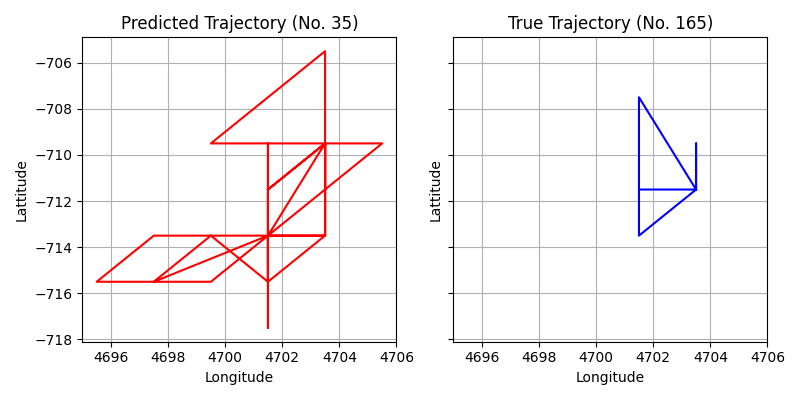 Predicted Trajectory (No. 35)
True Trajectory (No. 165)
Lattitude
−706
−708
−710
−712
−714
−716
−718
4696 4698 4700 4702 4704 4706
Longitude
Lattitude
4696 4698 4700 4702 4704 4706
Longitude